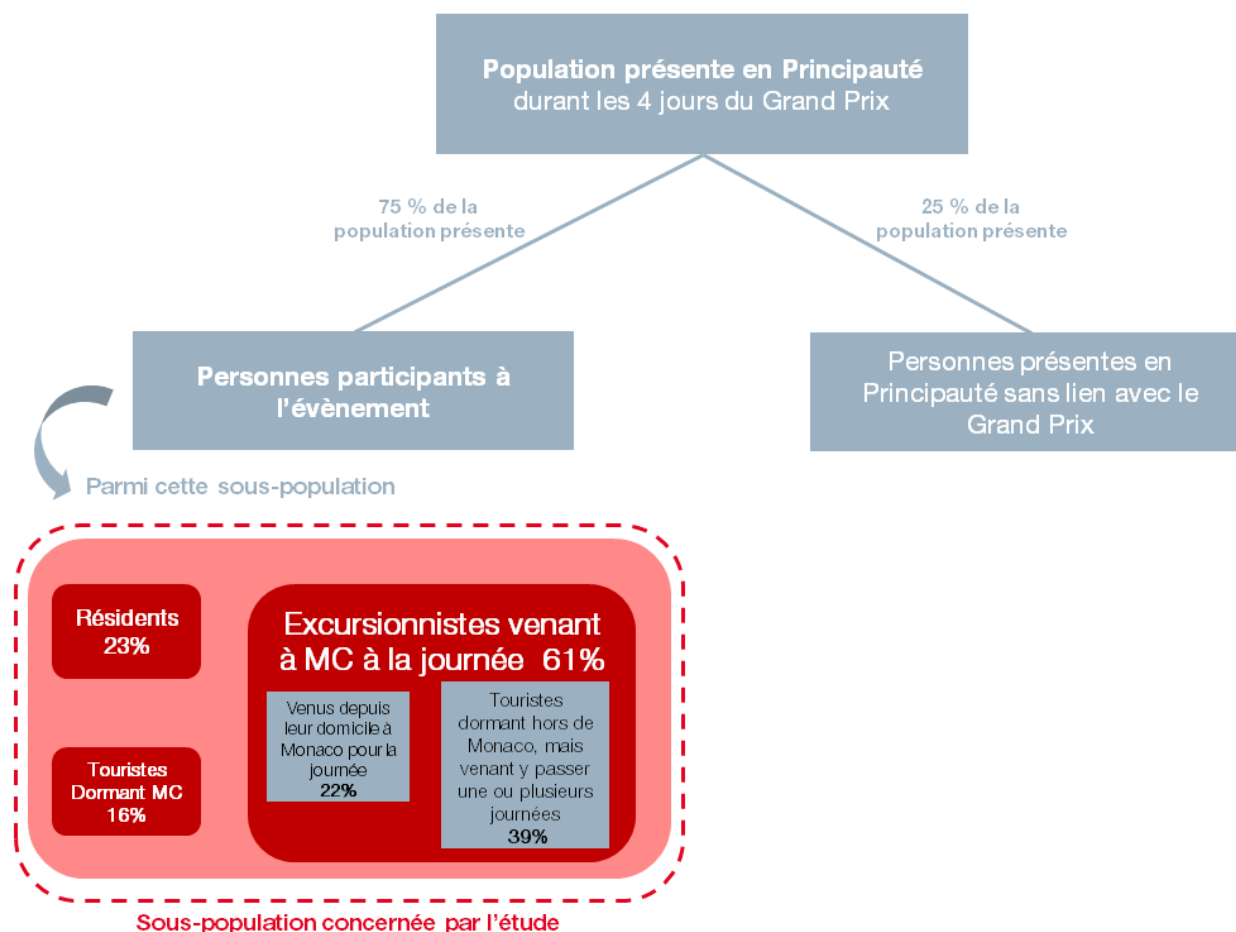 Population présente en Principauté
durant les 4 jours du Grand Prix
75 % de la
population présente
25 % de la
population présente
Personnes participants à
l'évènement
Personnes présentes en
Principauté sans lien avec le
Grand Prix
Parmi cette sous-population
Résidents
23%
Touristes
Dormant MC
16%
Excursionnistes venant
à MC à la journée 61%
Venus depuis
leur domicile à
Monaco pour la
journée
22%
Touristes
dormant hors de
Monaco, mais
venant y passer
une ou plusieurs
journées
39%
Sous-population concernée par l'étude